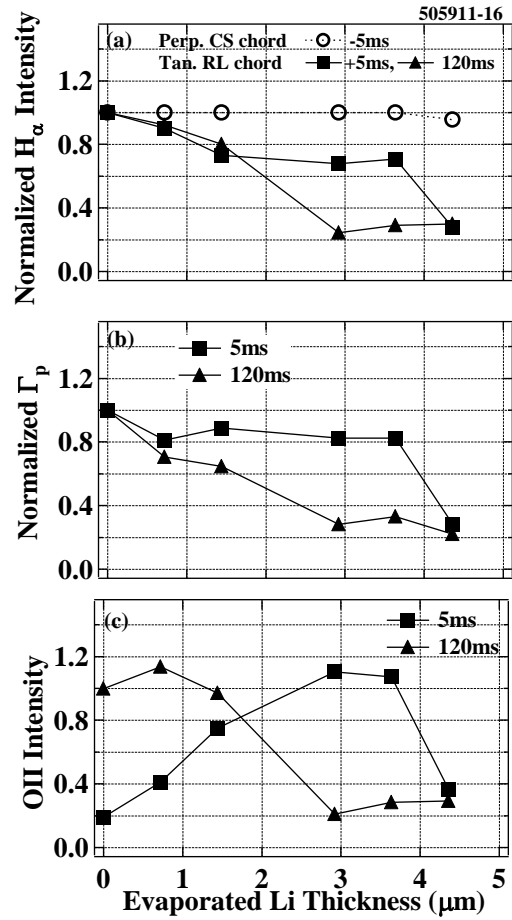 505911-16
(a) Perp. CS chord -5ms
Tan. RL chord +5ms, 120ms
Normalized Hα Intensity
1.2
0.8
0.4
0.0
(b)
5ms
120ms
Normalized Γp
1.2
0.8
0.4
0.0
(c)
5ms
120ms
OII Intensity
1.2
0.8
0.4
0.0
0 1 2 3 4 5
Evaporated Li Thickness (μm)